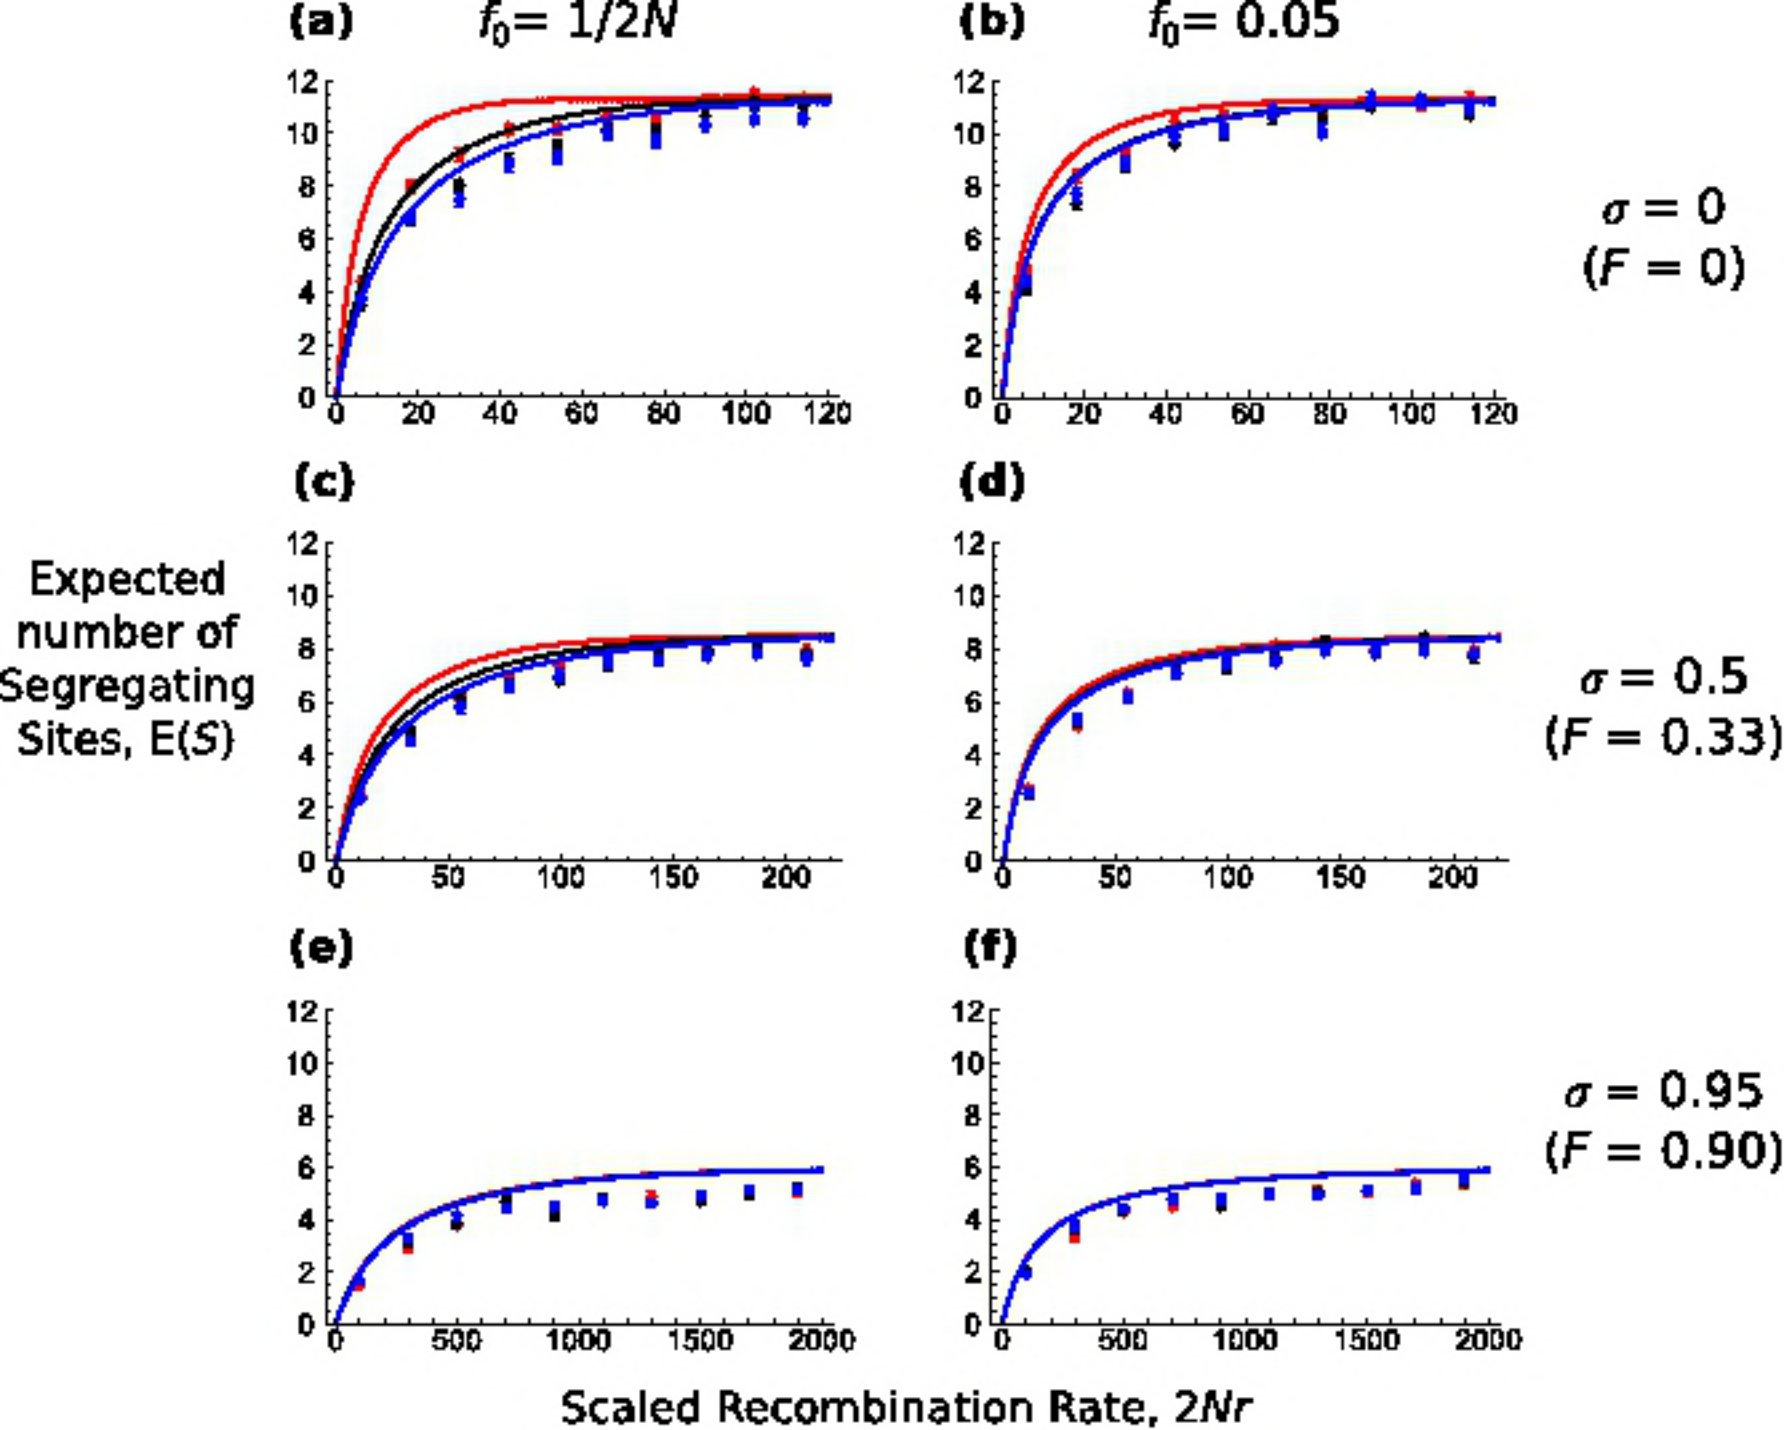 (a) f0= 1/2N (b) f0= 0.05
12 12
10 10
8 8
6 6
4 4
2 2
0 0
0 20 40 60 80 100 120 0 20 40 60 80 100 120
σ = 0
(F = 0)
(c) (d)
12 12
10 10
8 8
6 6
4 4
2 2
0 0
0 50 100 150 200 0 50 100 150 200
Expected
number of
Segregating
Sites, E(S)
σ = 0.5
(F = 0.33)
(e) (f)
12 12
10 10
8 8
6 6
4 4
2 2
0 0
0 500 1000 1500 2000 0 500 1000 1500 2000
σ = 0.95
(F = 0.90)
Scaled Recombination Rate, 2Nr